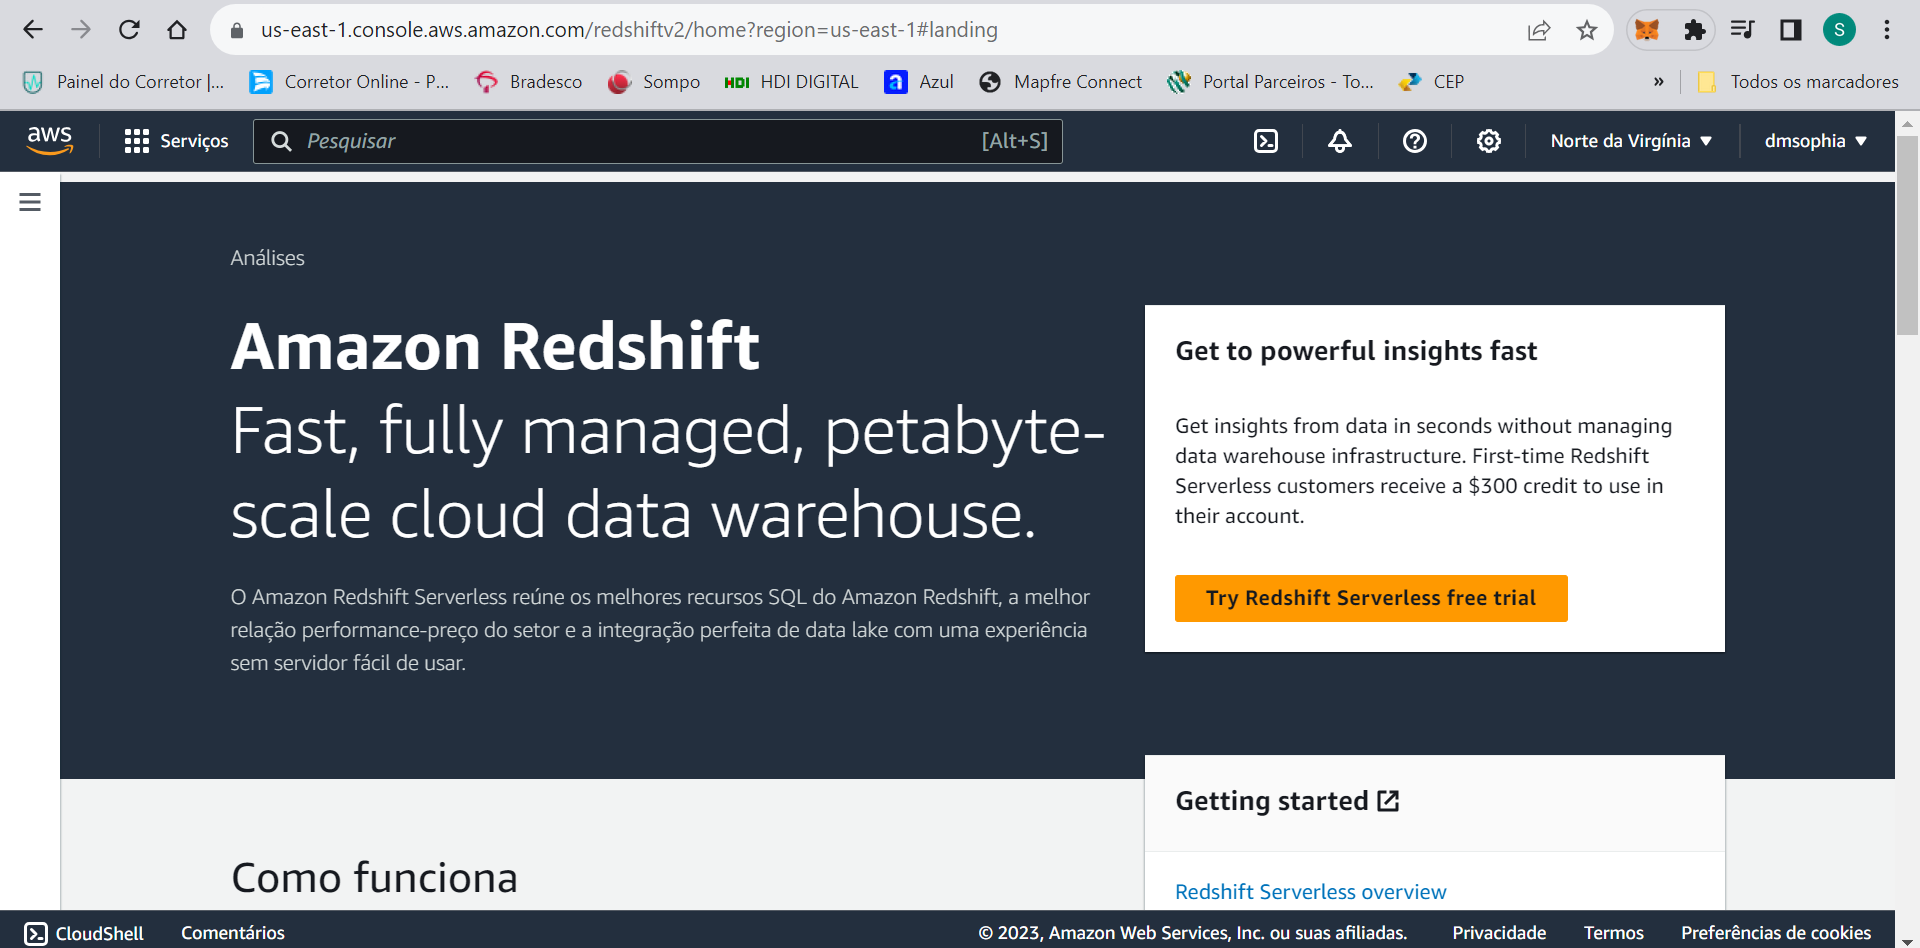 us-east-1.console.aws.amazon.com/redshiftv2/home?region=us-east-1#landing
S
Painel do Corretor |... Corretor Online - P... Bradesco Sompo HDI HDI DIGITAL a Azul Mapfre Connect Portal Parceiros - To... CEP » Todos os marcadores
aws Serviços Pesquisar [Alt+S] Norte da Virgínia dmsophia
Análises
Amazon Redshift
Fast, fully managed, petabyte-
scale cloud data warehouse.
O Amazon Redshift Serverless reúne os melhores recursos SQL do Amazon Redshift, a melhor
relação performance-preço do setor e a integração perfeita de data lake com uma experiência
sem servidor fácil de usar.
Get to powerful insights fast
Get insights from data in seconds without managing
data warehouse infrastructure. First-time Redshift
Serverless customers receive a $300 credit to use in
their account.
Try Redshift Serverless free trial
Getting started
Redshift Serverless overview
Como funciona
CloudShell Comentários © 2023, Amazon Web Services, Inc. ou suas afiliadas. Privacidade Termos Preferências de cookies